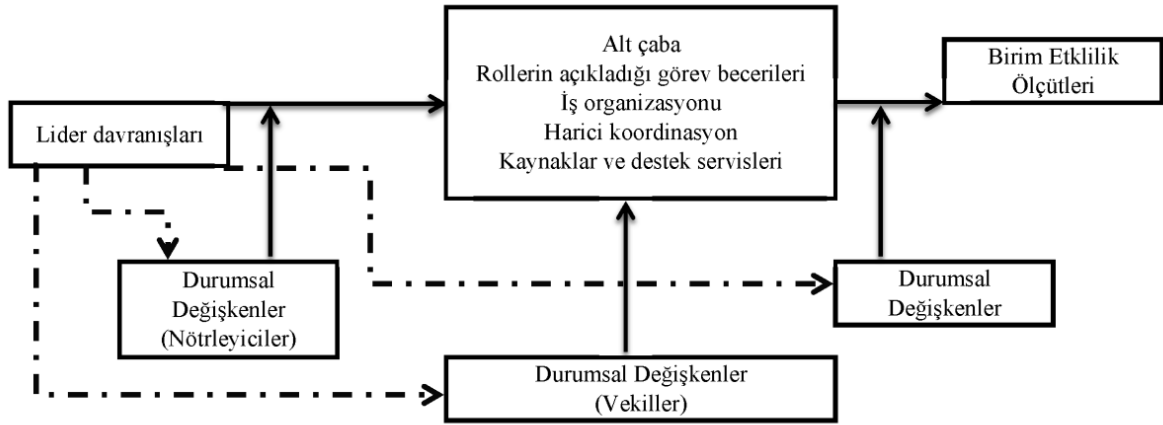 Alt çaba
Rollerin açıkladığı görev becerileri
İş organizasyonu
Harici koordinasyon
Kaynaklar ve destek servisleri
Birim Etklilik
Ölçütleri
Lider davranışları
Durumsal
Değişkenler
(Nötrleyiciler)
Durumsal
Değişkenler
Durumsal Değişkenler
(Vekiller)